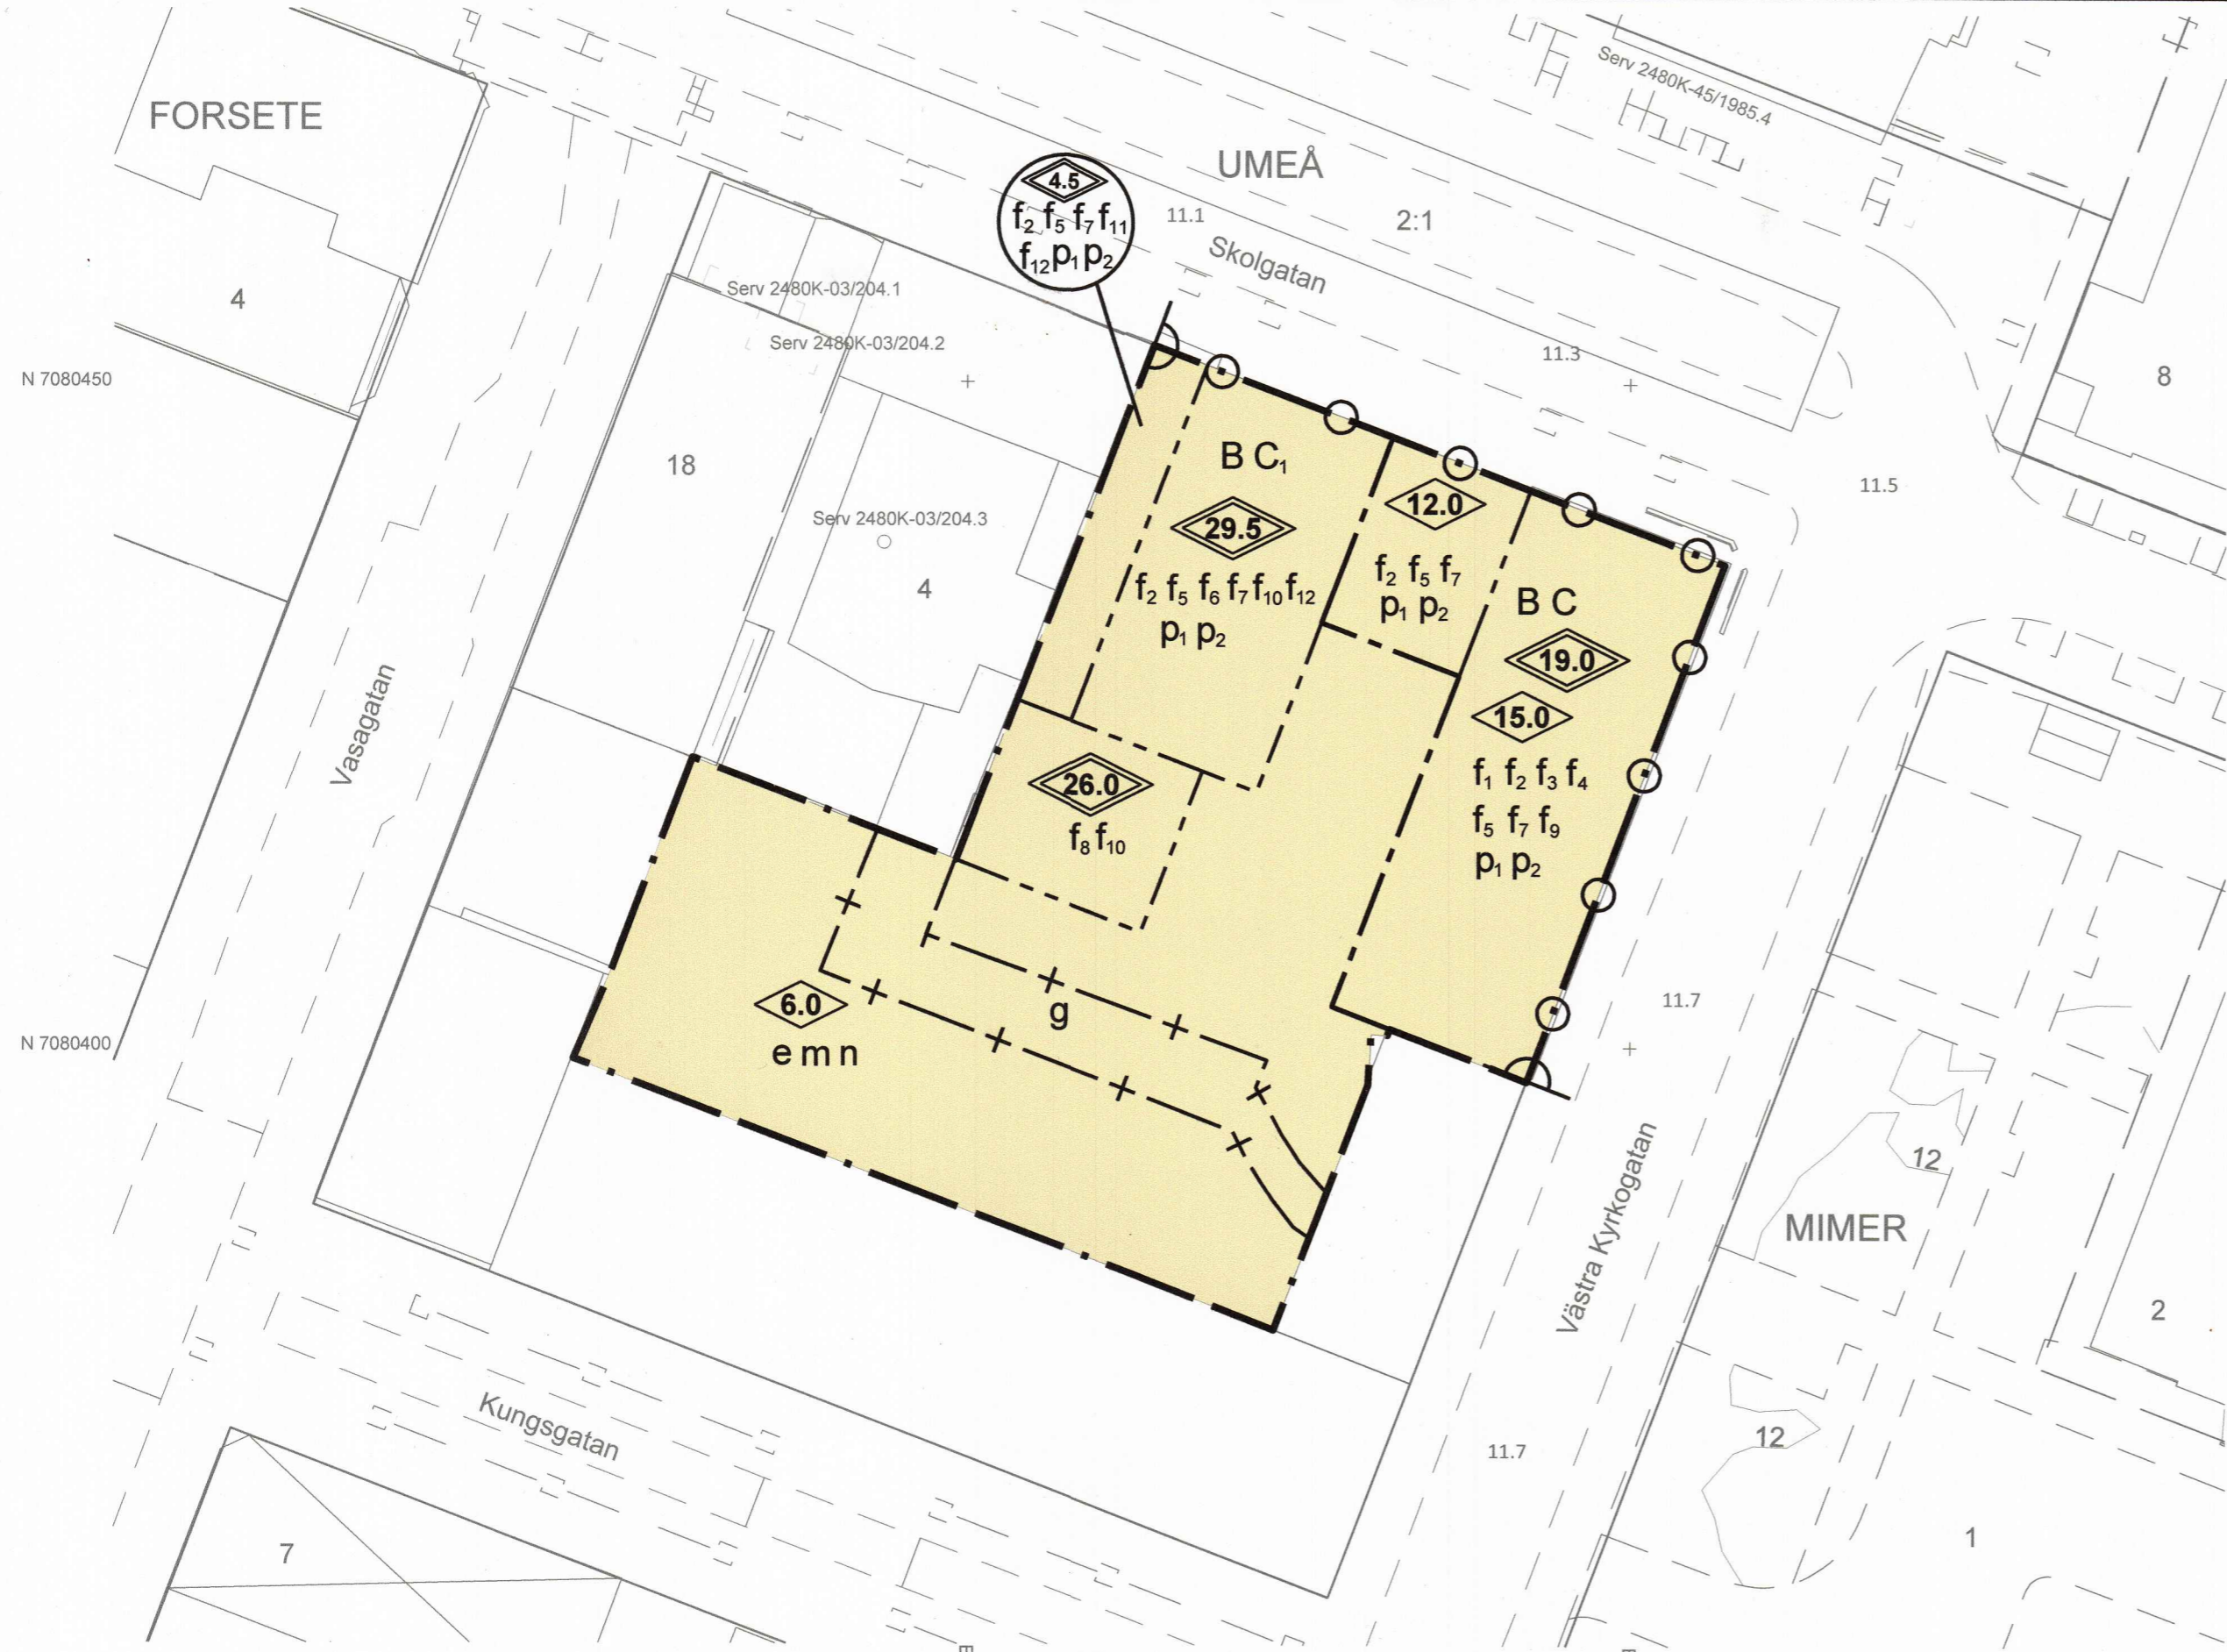 Serv 2480K-45/1985.4
FORSETE
UMEÅ
4.5
f₂ f₅ f₇ f₁₁
f₁₂ p₁ p₂
11.1
2:1
Skolgatan
4
Serv 2480K-03/204.1
Serv 2480K-03/204.2
11.3
N 7080450
8
18
B C₁
11.5
12.0
Serv 2480K-03/204.3
29.5
4
f₂ f₅ f₆ f₇ f₁₀ f₁₂
p₁ p₂
f₂ f₅ f₇
p₁ p₂
B C
19.0
15.0
Vasagatan
26.0
f₈ f₁₀
f₁ f₂ f₃ f₄
f₅ f₇ f₉
p₁ p₂
6.0
g
11.7
N 7080400
e m n
12
Västra Kyrkogatan
MIMER
2
Kungsgatan
12
11.7
7
1